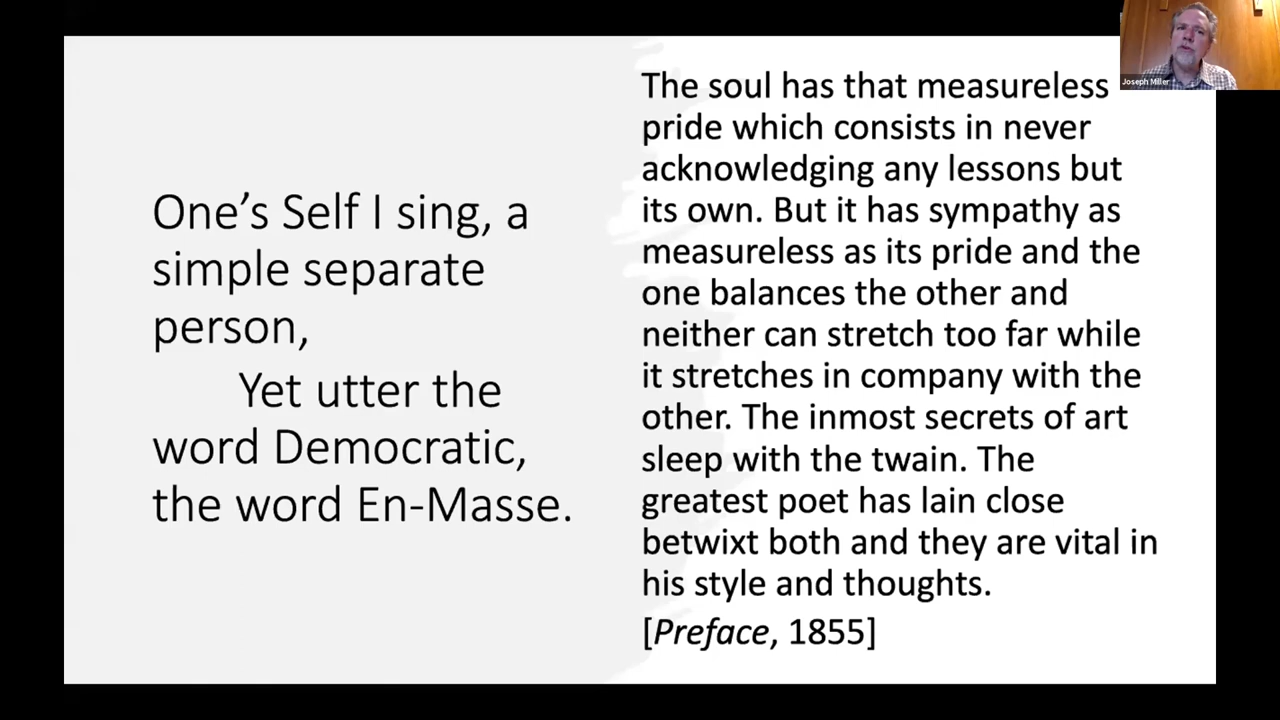 One’s Self I sing, a
simple separate
person,
Yet utter the
word Democratic,
the word En-Masse.
The soul has that measureless
pride which consists in never
acknowledging any lessons but
its own. But it has sympathy as
measureless as its pride and the
one balances the other and
neither can stretch too far while
it stretches in company with the
other. The inmost secrets of art
sleep with the twain. The
greatest poet has lain close
betwixt both and they are vital in
his style and thoughts.
[Preface, 1855]
Joseph Miller